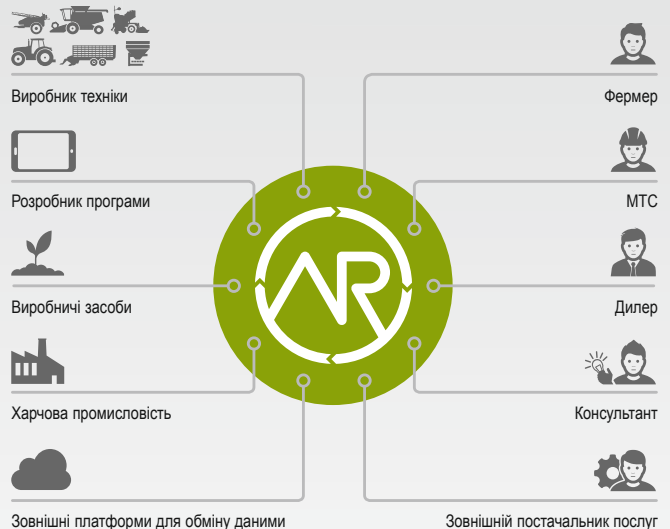 Виробник техніки
Фермер
Розробник програми
МТС
Виробничі засоби
Дилер
AR
Харчова промисловість
Консультант
Зовнішні платформи для обміну даними
Зовнішній постачальник послуг